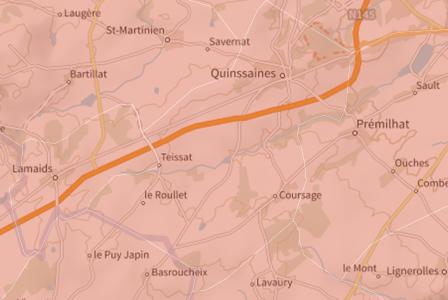 Laugère
N145
St-Martinien
Savernat
Quinssaines
Bartillat
Sault
Prémilhat
Teissat
Lamaids
Ouches
le Roullet
Coursage
le Puy Japin
Basroucheix
Lavaury
le Mont
Lignerolles